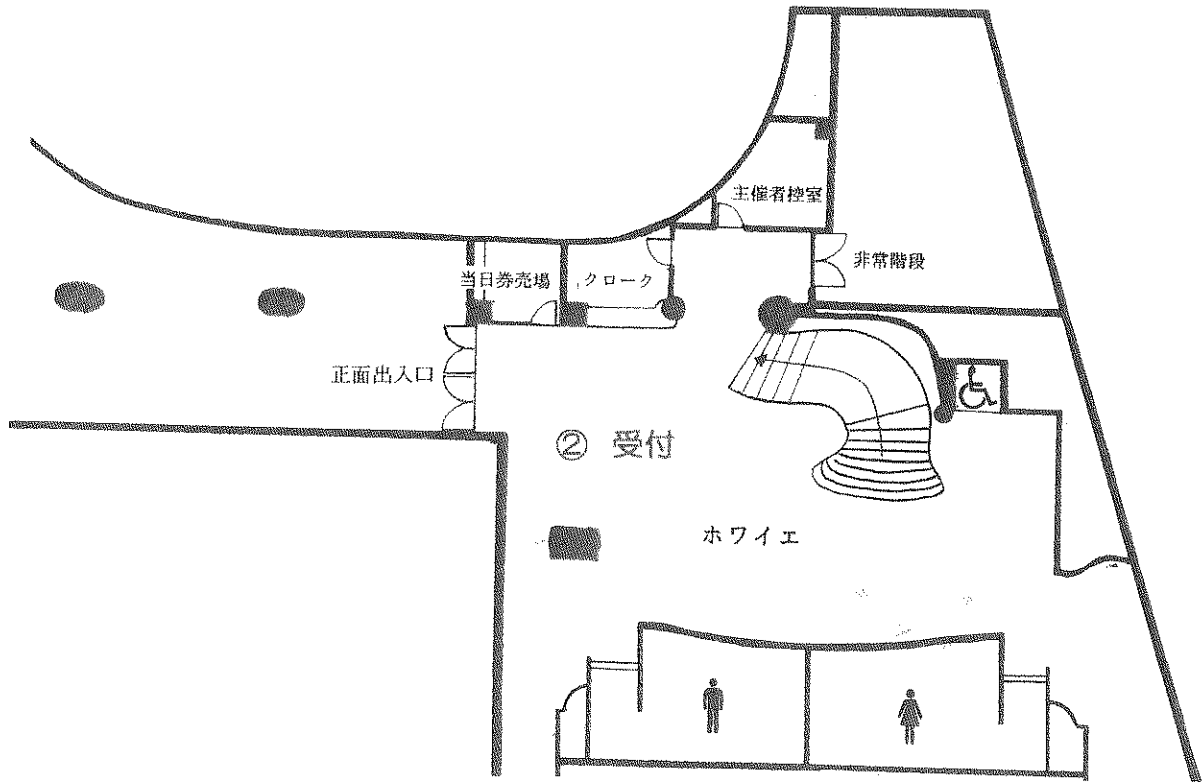 主催者控室
非常階段
当日券売場
クローク
正面出入口
② 受付
ホワイエ